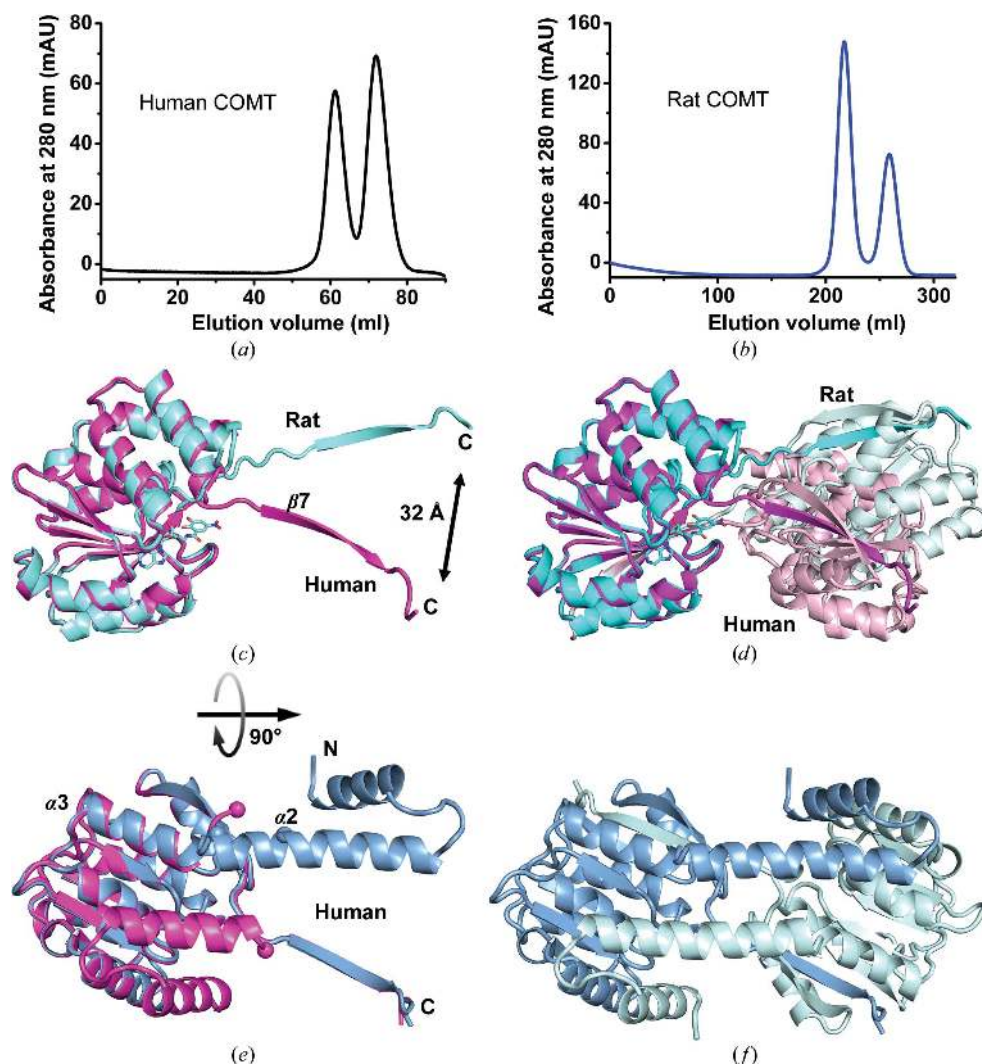 Absorbance at 280 nm (mAU)
80
60
40
20
0
Human COMT
0 20 40 60 80
Elution volume (ml)
(a)
Absorbance at 280 nm (mAU)
160
120
80
40
0
Rat COMT
0 100 200 300
Elution volume (ml)
(b)
Rat
C
β7
32 Å
Human
C
(c)
Rat
Human
(d)
90°
N
α3
α2
Human
C
(e)
(f)